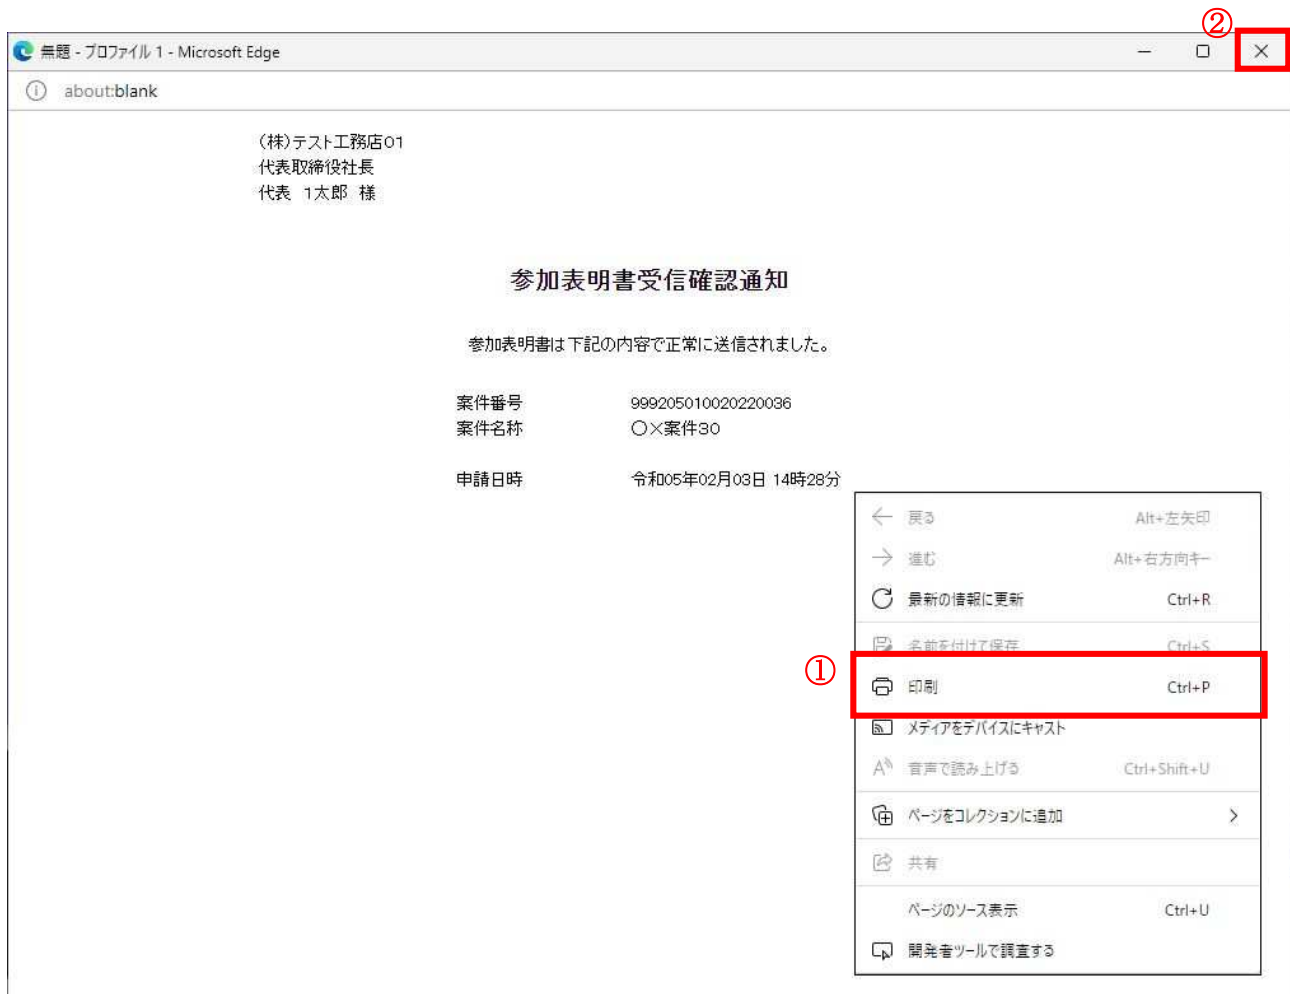 ②
無題 - プロファイル 1 - Microsoft Edge
about:blank
(株)テスト工務店01
代表取締役社長
代表 1太郎 様
参加表明書受信確認通知
参加表明書は下記の内容で正常に送信されました。
案件番号 999205010020220036
案件名称 〇×案件30
申請日時 令和05年02月03日 14時28分
戻る Alt+左矢印
進む Alt+右方向キー
最新の情報に更新 Ctrl+R
名前を付けて保存 Ctrl+S
①
印刷 Ctrl+P
メディアをデバイスにキャスト
音声で読み上げる Ctrl+Shift+U
ページをコレクションに追加
共有
ページのソース表示 Ctrl+U
開発者ツールで調査する